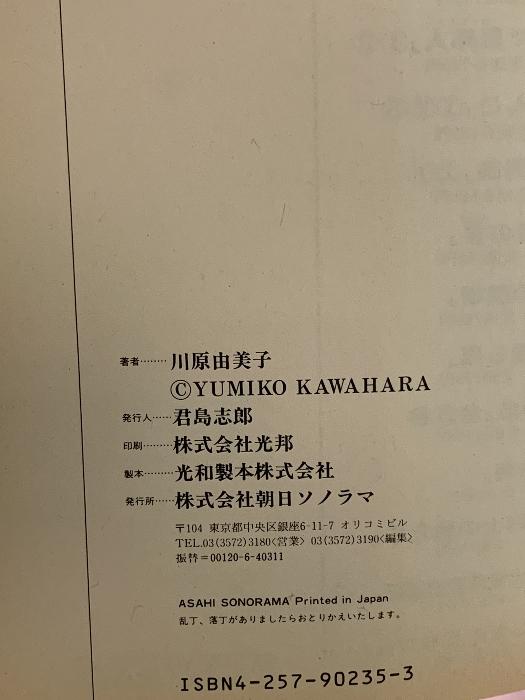 著者………川原由美子
©YUMIKO KAWAHARA
発行人……君島志郎
印刷………株式会社光邦
製本………光和製本株式会社
発行所……株式会社朝日ソノラマ
〒104 東京都中央区銀座6-11-7 オリコミビル
TEL.03(3572)3180〈営業〉 03(3572)3190〈編集〉
振替=00120-6-40311
ASAHI SONORAMA Printed in Japan
乱丁、落丁がありましたらおとりかえいたします。
ISBN4-257-90235-3